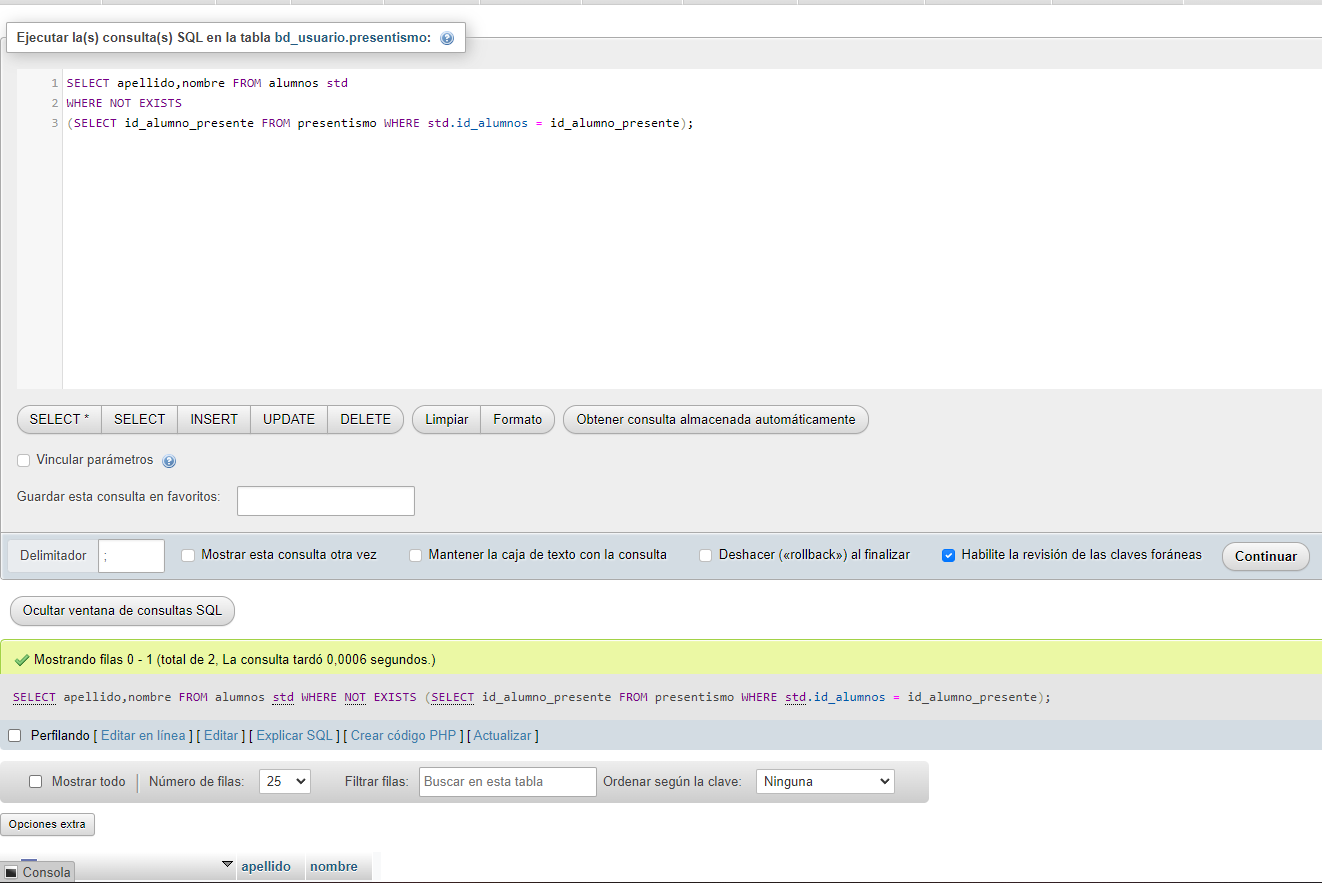 Ejecutar la(s) consulta(s) SQL en la tabla bd_usuario.presentismo:
1 SELECT apellido,nombre FROM alumnos std
2 WHERE NOT EXISTS
3 (SELECT id_alumno_presente FROM presentismo WHERE std.id_alumnos = id_alumno_presente);
SELECT * SELECT INSERT UPDATE DELETE Limpiar Formato Obtener consulta almacenada automáticamente
Vincular parámetros
Guardar esta consulta en favoritos:
Delimitador ; Mostrar esta consulta otra vez Mantener la caja de texto con la consulta Deshacer («rollback») al finalizar Habilite la revisión de las claves foráneas Continuar
Ocultar ventana de consultas SQL
Mostrando filas 0 - 1 (total de 2, La consulta tardó 0,0006 segundos.)
SELECT apellido,nombre FROM alumnos std WHERE NOT EXISTS (SELECT id_alumno_presente FROM presentismo WHERE std.id_alumnos = id_alumno_presente);
Perfilando [ Editar en línea ] [ Editar ] [ Explicar SQL ] [ Crear código PHP ] [ Actualizar ]
Mostrar todo Número de filas: 25 Filtrar filas: Buscar en esta tabla Ordenar según la clave: Ninguna
Opciones extra
apellido nombre
Consola